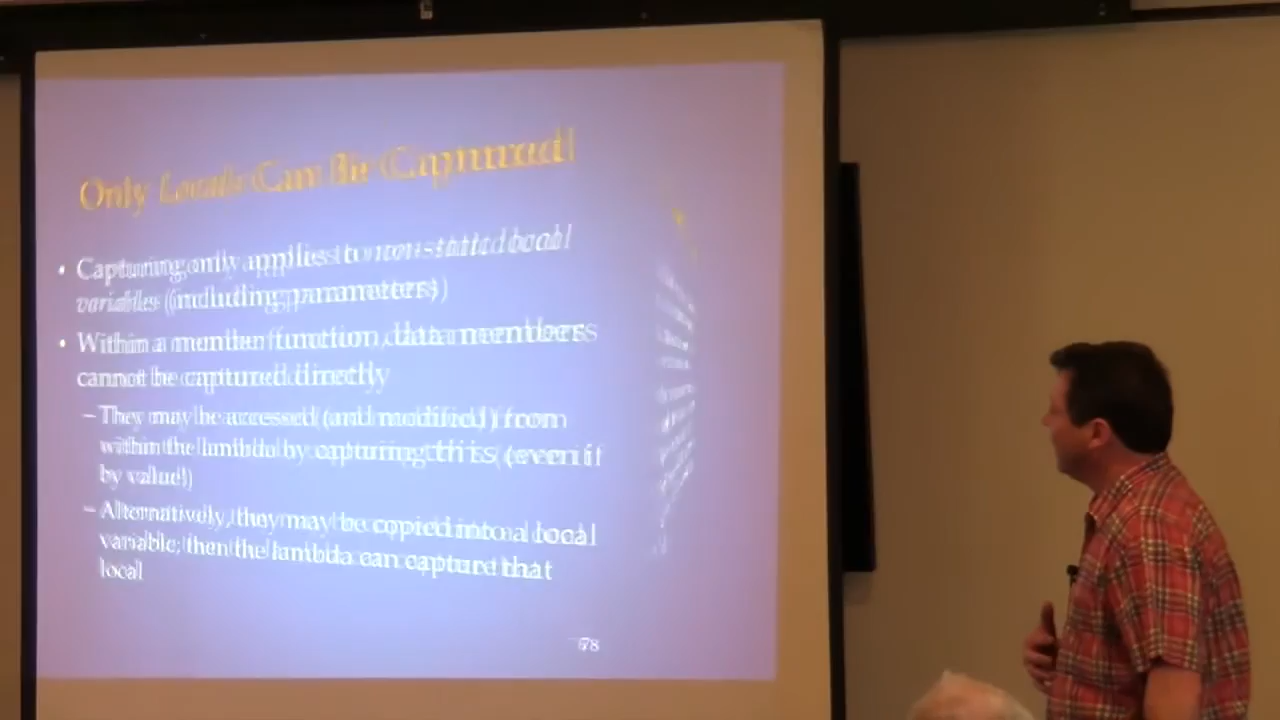 Only Locals Can Be Captured!
• Capturing only applies to non-static local
variables (including parameters)
• Within a member function, data members
cannot be captured directly
– They may be accessed (and modified) from
within the lambda by capturing this (even if
by value!)
– Alternatively, they may be copied into a local
variable; then the lambda can capture that
local